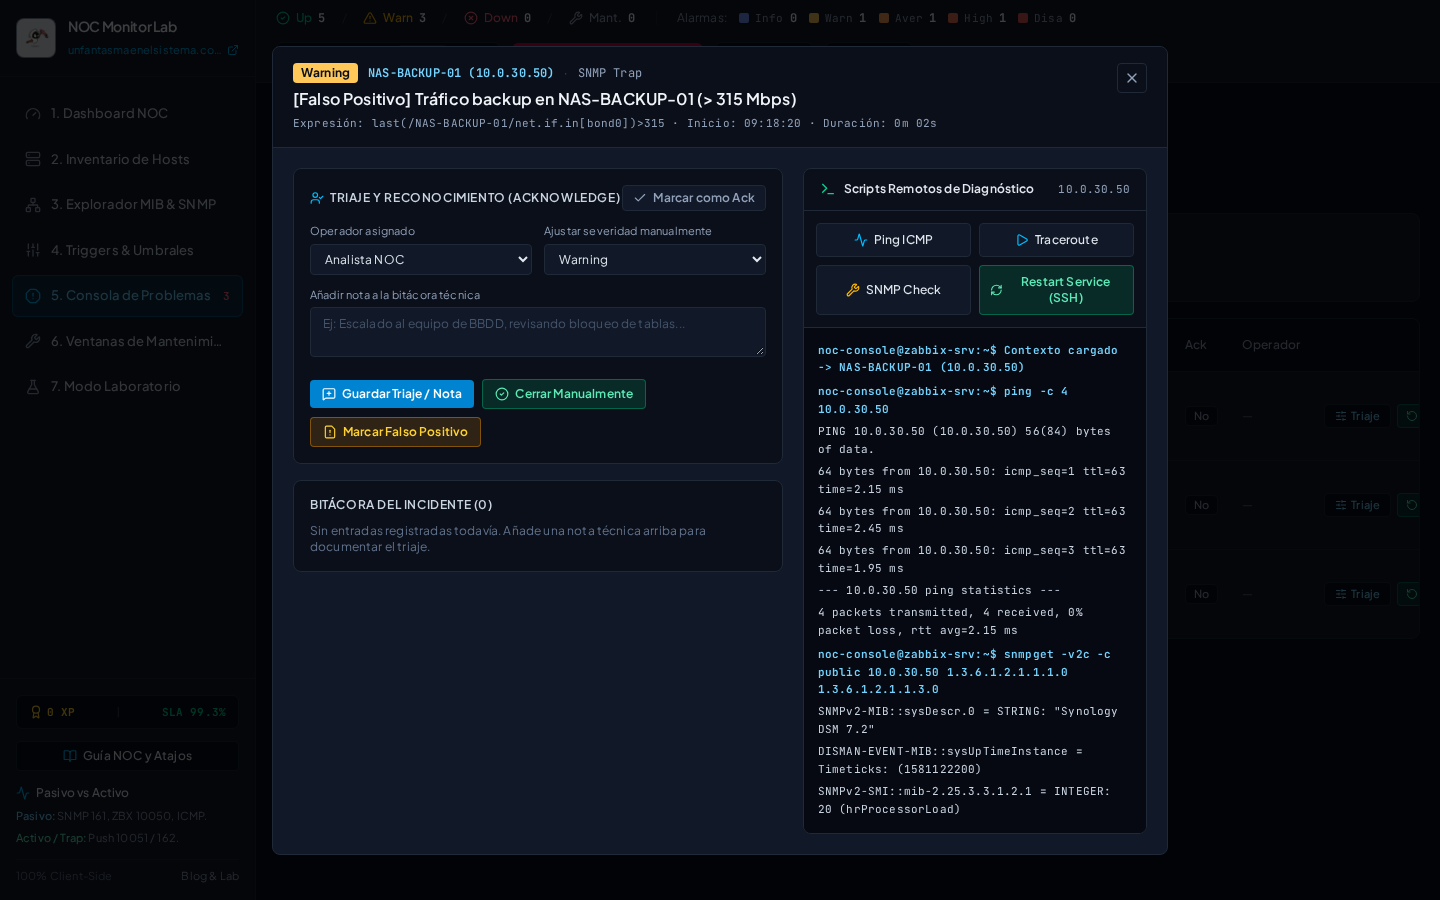 NOC MonitorLab
unfantasmaenelsistema.co...
Up 5 / Warn 3 / Down 0 / Mant. 0 Alarmas: Info 0 Warn 1 Aver 1 High 1 Disa 1 0
1. Dashboard NOC
2. Inventario de Hosts
3. Explorador MIB & SNMP
4. Triggers & Umbrales
5. Consola de Problemas 3
6. Ventanas de Mantenimi...
7. Modo Laboratorio
0 XP | SLA 99.3%
Guía NOC y Atajos
Pasivo vs Activo
Pasivo: SNMP 161, ZBX 10050, ICMP.
Activo / Trap: Push 10051 / 162.
100% Client-Side Blog & Lab
Warning NAS-BACKUP-01 (10.0.30.50) · SNMP Trap
[Falso Positivo] Tráfico backup en NAS-BACKUP-01 (> 315 Mbps)
Expresión: last(/NAS-BACKUP-01/net.if.in[bond0])>315 · Inicio: 09:18:20 · Duración: 0m 02s
TRIAJE Y RECONOCIMIENTO (ACKNOWLEDGE)
Marcar como Ack
Operador asignado
Analista NOC
Ajustar severidad manualmente
Warning
Añadir nota a la bitácora técnica
Ej: Escalado al equipo de BBDD, revisando bloqueo de tablas...
Guardar Triaje / Nota
Cerrar Manualmente
Marcar Falso Positivo
BITÁCORA DEL INCIDENTE (0)
Sin entradas registradas todavía. Añade una nota técnica arriba para
documentar el triaje.
Scripts Remotos de Diagnóstico 10.0.30.50
Ping ICMP
Traceroute
SNMP Check
Restart Service
(SSH)
noc-console@zabbix-srv:~$ Contexto cargado
-> NAS-BACKUP-01 (10.0.30.50)
noc-console@zabbix-srv:~$ ping -c 4
10.0.30.50
PING 10.0.30.50 (10.0.30.50) 56(84) bytes
of data.
64 bytes from 10.0.30.50: icmp_seq=1 ttl=63
time=2.15 ms
64 bytes from 10.0.30.50: icmp_seq=2 ttl=63
time=2.45 ms
64 bytes from 10.0.30.50: icmp_seq=3 ttl=63
time=1.95 ms
--- 10.0.30.50 ping statistics ---
4 packets transmitted, 4 received, 0%
packet loss, rtt avg=2.15 ms
noc-console@zabbix-srv:~$ snmpget -v2c -c
public 10.0.30.50 1.3.6.1.2.1.1.1.0
1.3.6.1.2.1.1.3.0
SNMPv2-MIB::sysDescr.0 = STRING: "Synology
DSM 7.2"
DISMAN-EVENT-MIB::sysUpTimeInstance =
Timeticks: (1581122200)
SNMPv2-SMI::mib-2.25.3.3.1.2.1 = INTEGER:
20 (hrProcessorLoad)
Ack Operador
No — Triaje
No — Triaje
No — Triaje